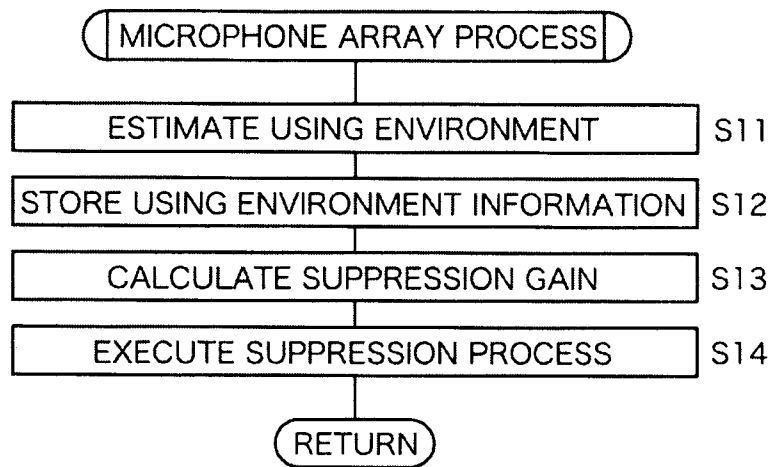 MICROPHONE ARRAY PROCESS
ESTIMATE USING ENVIRONMENT S11
STORE USING ENVIRONMENT INFORMATION S12
CALCULATE SUPPRESSION GAIN S13
EXECUTE SUPPRESSION PROCESS S14
RETURN